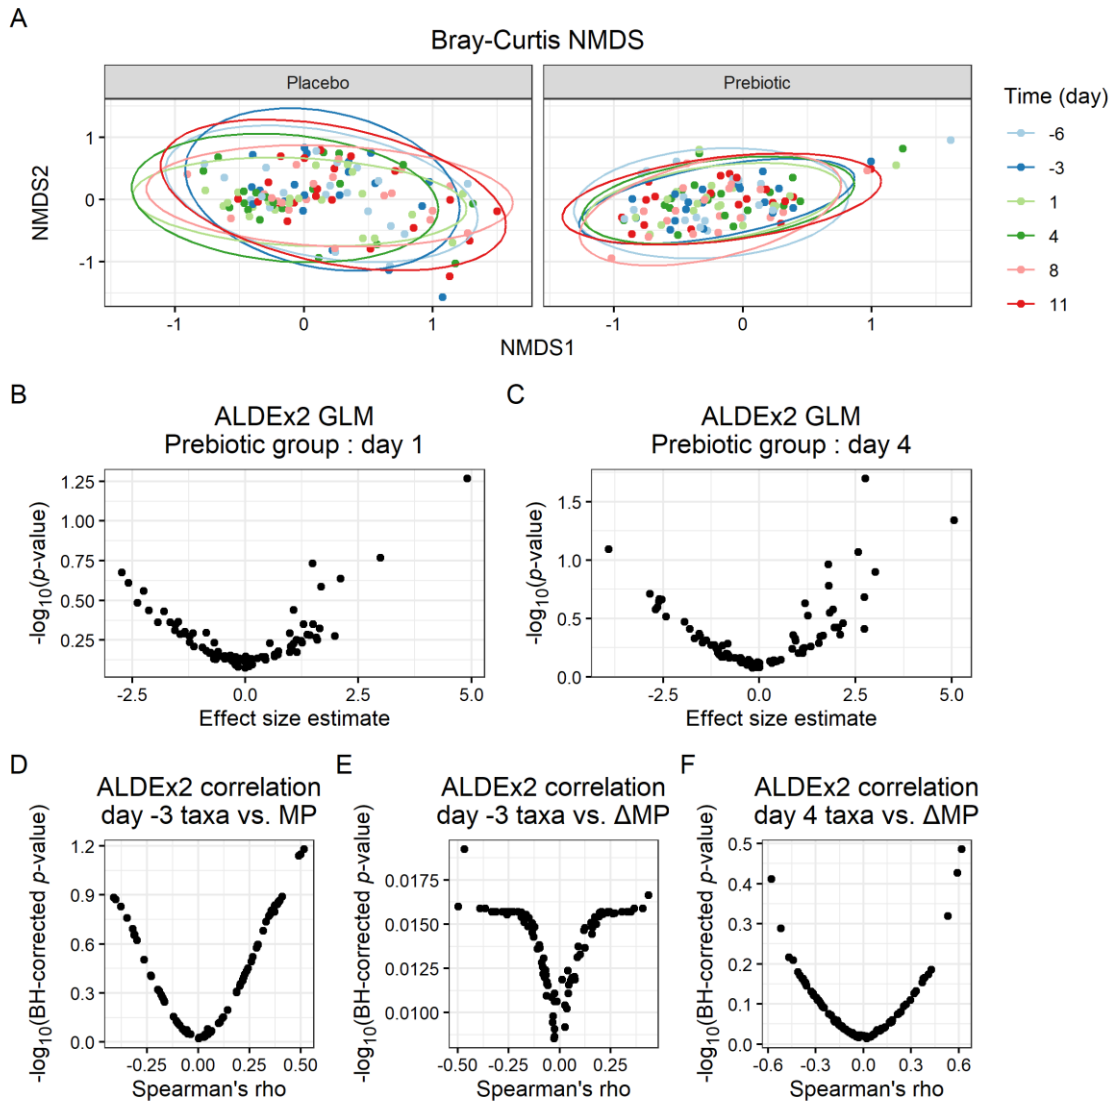 A
Bray-Curtis NMDS
Placebo
Prebiotic
1
0
-1
NMDS2
-1
0
1
-1
0
1
NMDS1
Time (day)
-6
-3
1
4
8
11
B
ALDEx2 GLM
Prebiotic group : day 1
-log10(p-value)
1.25
1.00
0.75
0.50
0.25
-2.5
0.0
2.5
5.0
Effect size estimate
C
ALDEx2 GLM
Prebiotic group : day 4
-log10(p-value)
1.5
1.0
0.5
0.0
-2.5
0.0
2.5
5.0
Effect size estimate
D
ALDEx2 correlation
day -3 taxa vs. MP
-log10(BH-corrected p-value)
1.2
0.9
0.6
0.3
0.0
-0.25
0.00
0.25
0.50
Spearman's rho
E
ALDEx2 correlation
day -3 taxa vs. ΔMP
-log10(BH-corrected p-value)
0.0175
0.0150
0.0125
0.0100
-0.50
-0.25
0.00
0.25
Spearman's rho
F
ALDEx2 correlation
day 4 taxa vs. ΔMP
-log10(BH-corrected p-value)
0.5
0.4
0.3
0.2
0.1
0.0
-0.6
-0.3
0.0
0.3
0.6
Spearman's rho